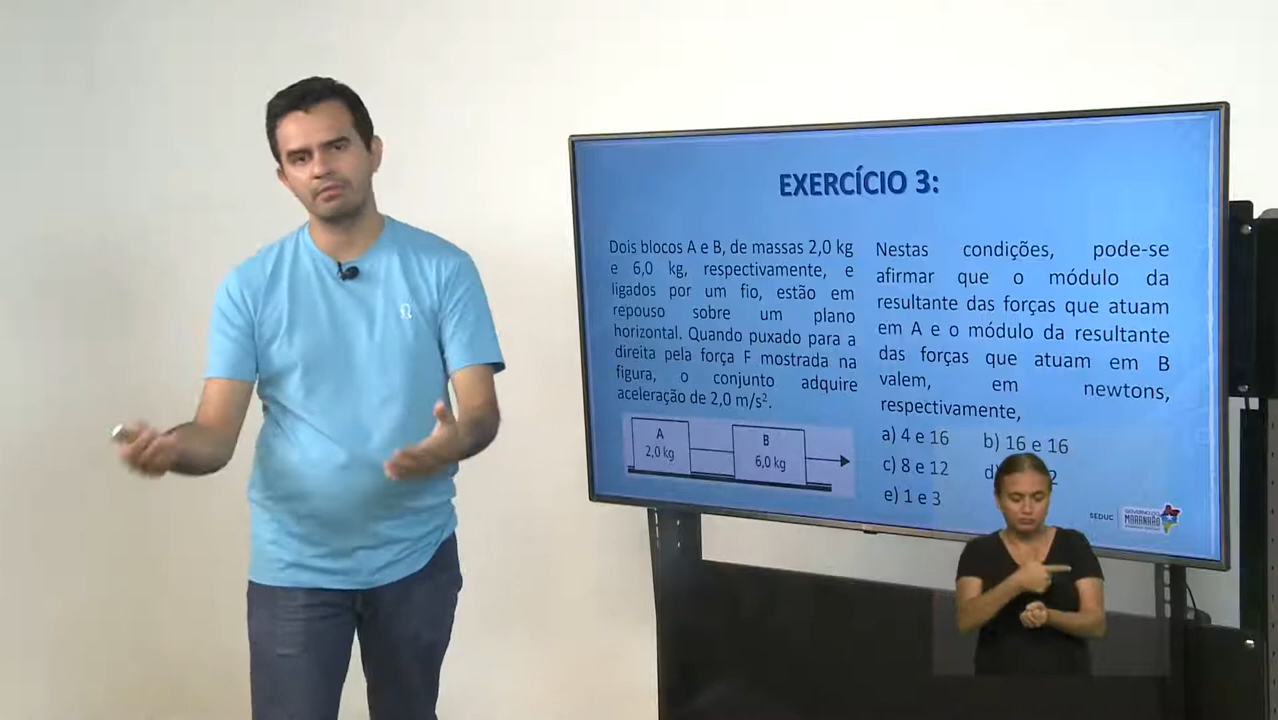 EXERCÍCIO 3:
Dois blocos A e B, de massas 2,0 kg
e 6,0 kg, respectivamente, e
ligados por um fio, estão em
repouso sobre um plano
horizontal. Quando puxado para a
direita pela força F mostrada na
figura, o conjunto adquire
aceleração de 2,0 m/s².
A
2,0 kg
B
6,0 kg
Nestas condições, pode-se
afirmar que o módulo da
resultante das forças que atuam
em A e o módulo da resultante
das forças que atuam em B
valem, em newtons,
respectivamente,
a) 4 e 16 b) 16 e 16
c) 8 e 12
e) 1 e 3
SEDUC
GOVERNO DO
MARANHÃO